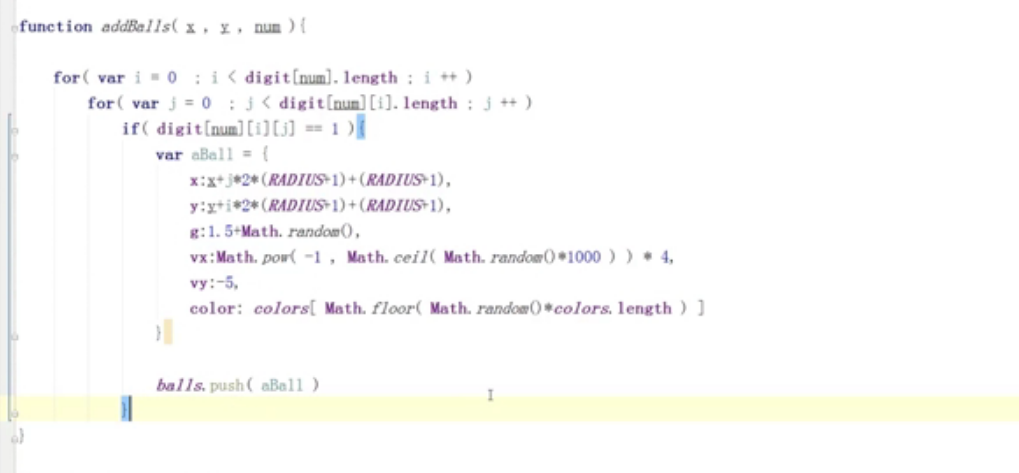 function addBalls( x , y , num ){
for( var i = 0 ; i < digit[num].length ; i ++ )
for( var j = 0 ; j < digit[num][i].length ; j ++ )
if( digit[num][i][j] == 1 ){
var aBall = {
x:x+j*2*(RADIUS+1)+(RADIUS+1),
y:y+i*2*(RADIUS+1)+(RADIUS+1),
g:1.5+Math.random(),
vx:Math.pow( -1 , Math.ceil( Math.random()*1000 ) ) * 4,
vy:-5,
color: colors[ Math.floor( Math.random()*colors.length ) ]
}
balls.push( aBall )
}
}